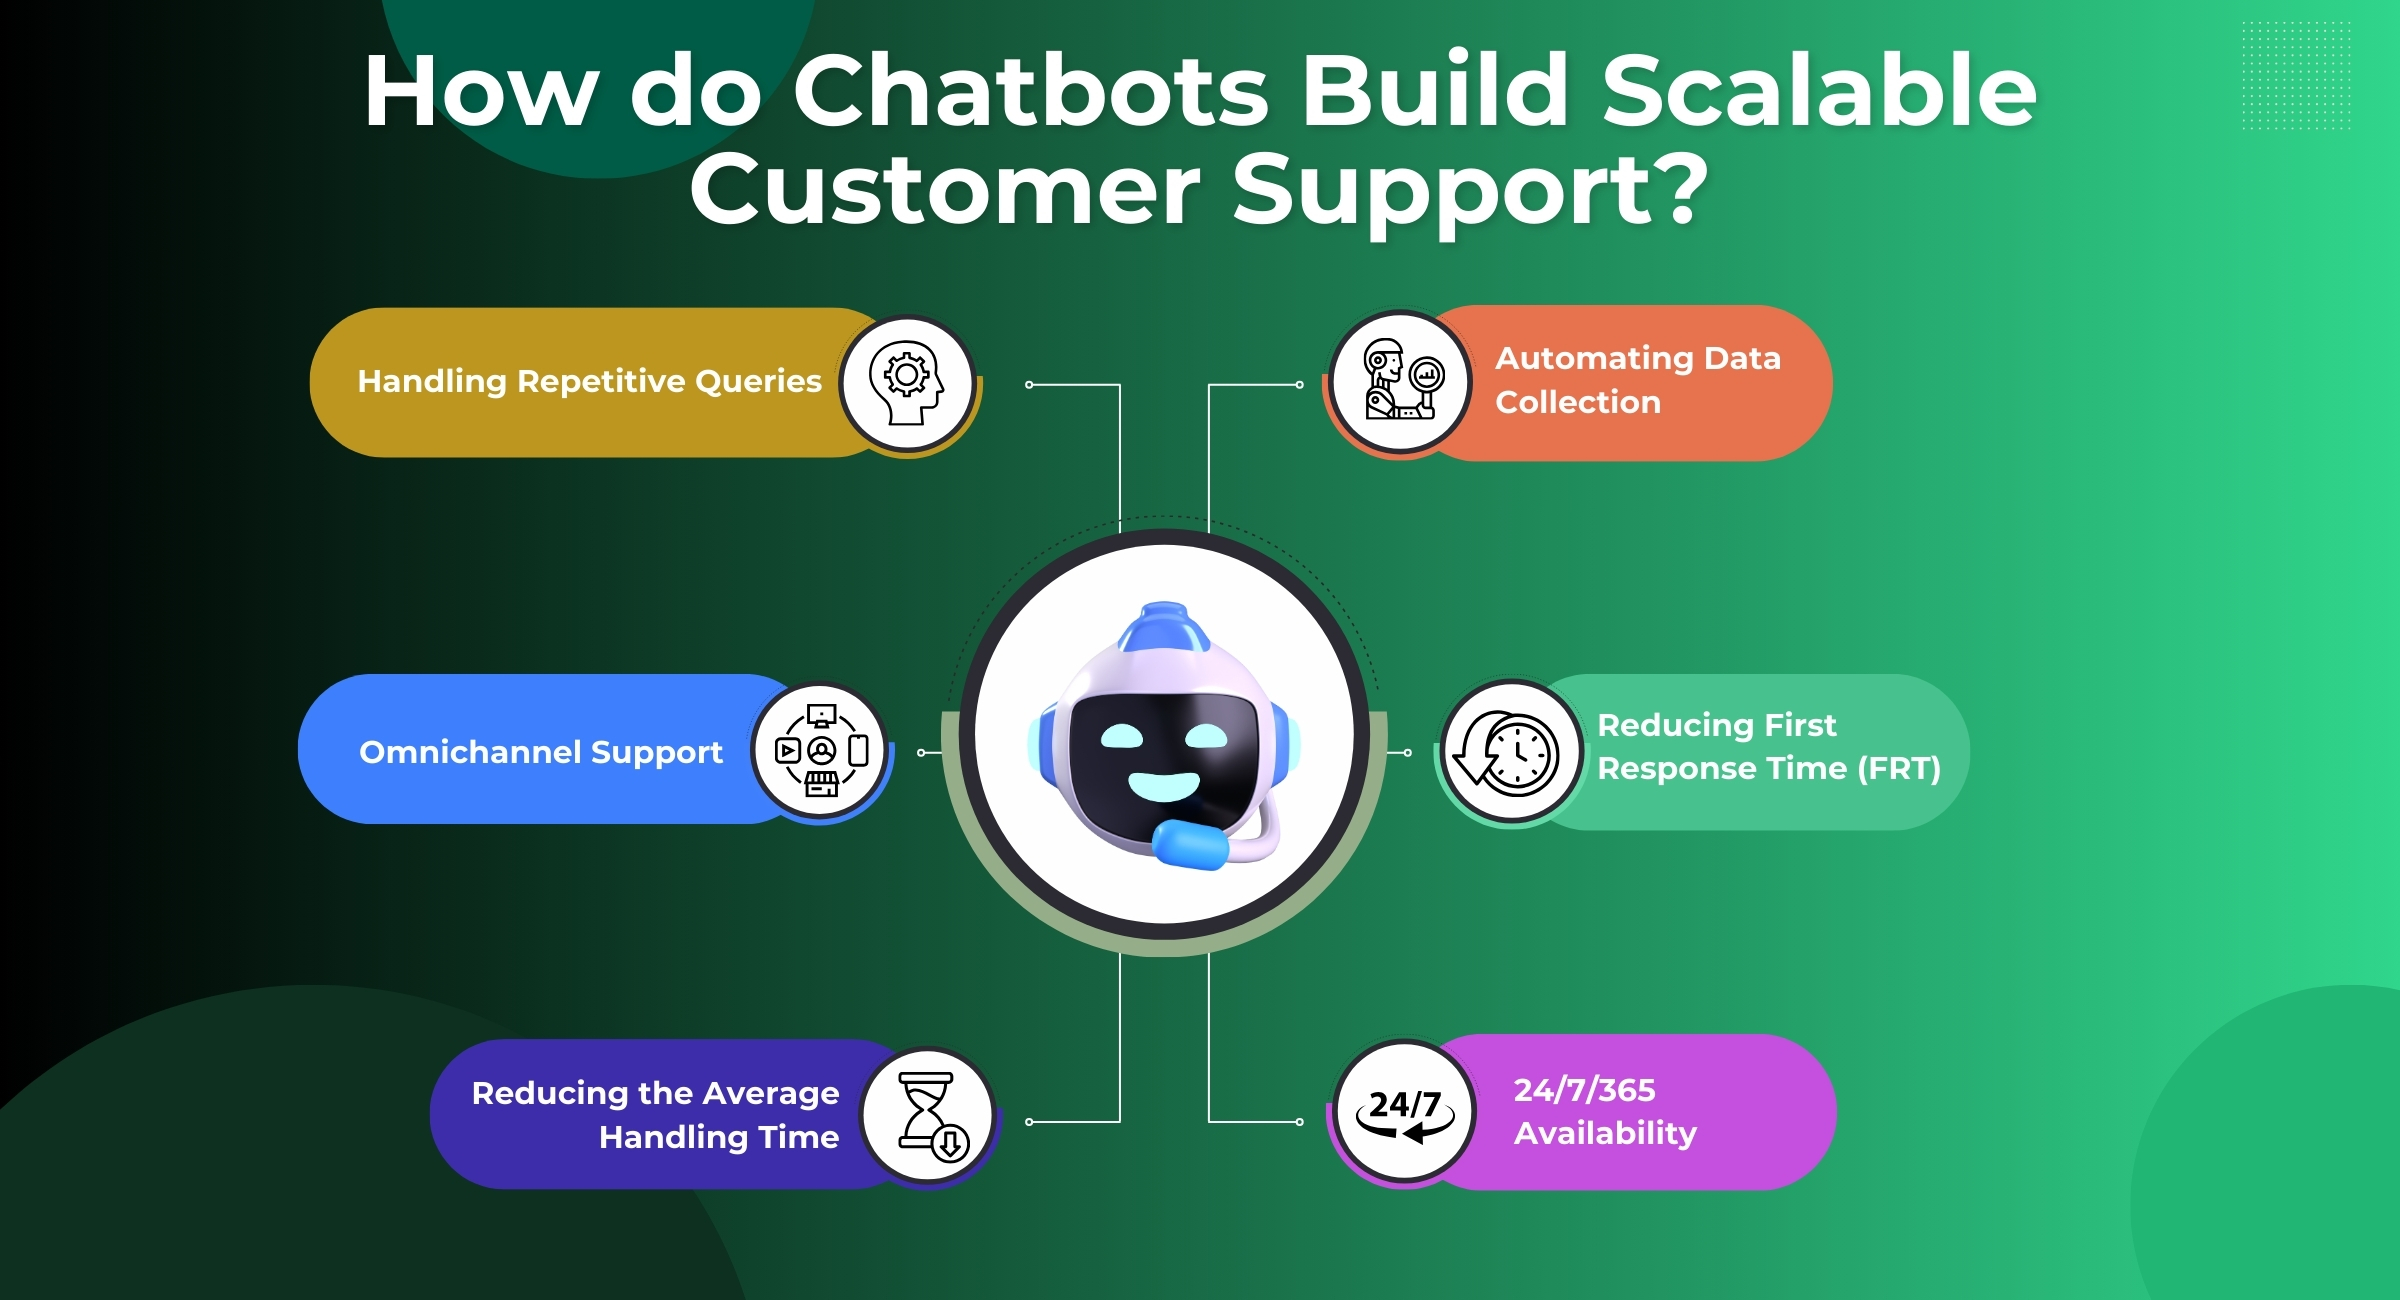 How do Chatbots Build Scalable
Customer Support?
Handling Repetitive Queries
Automating Data
Collection
Omnichannel Support
Reducing First
Response Time (FRT)
Reducing the Average
Handling Time
24/7
24/7/365
Availability